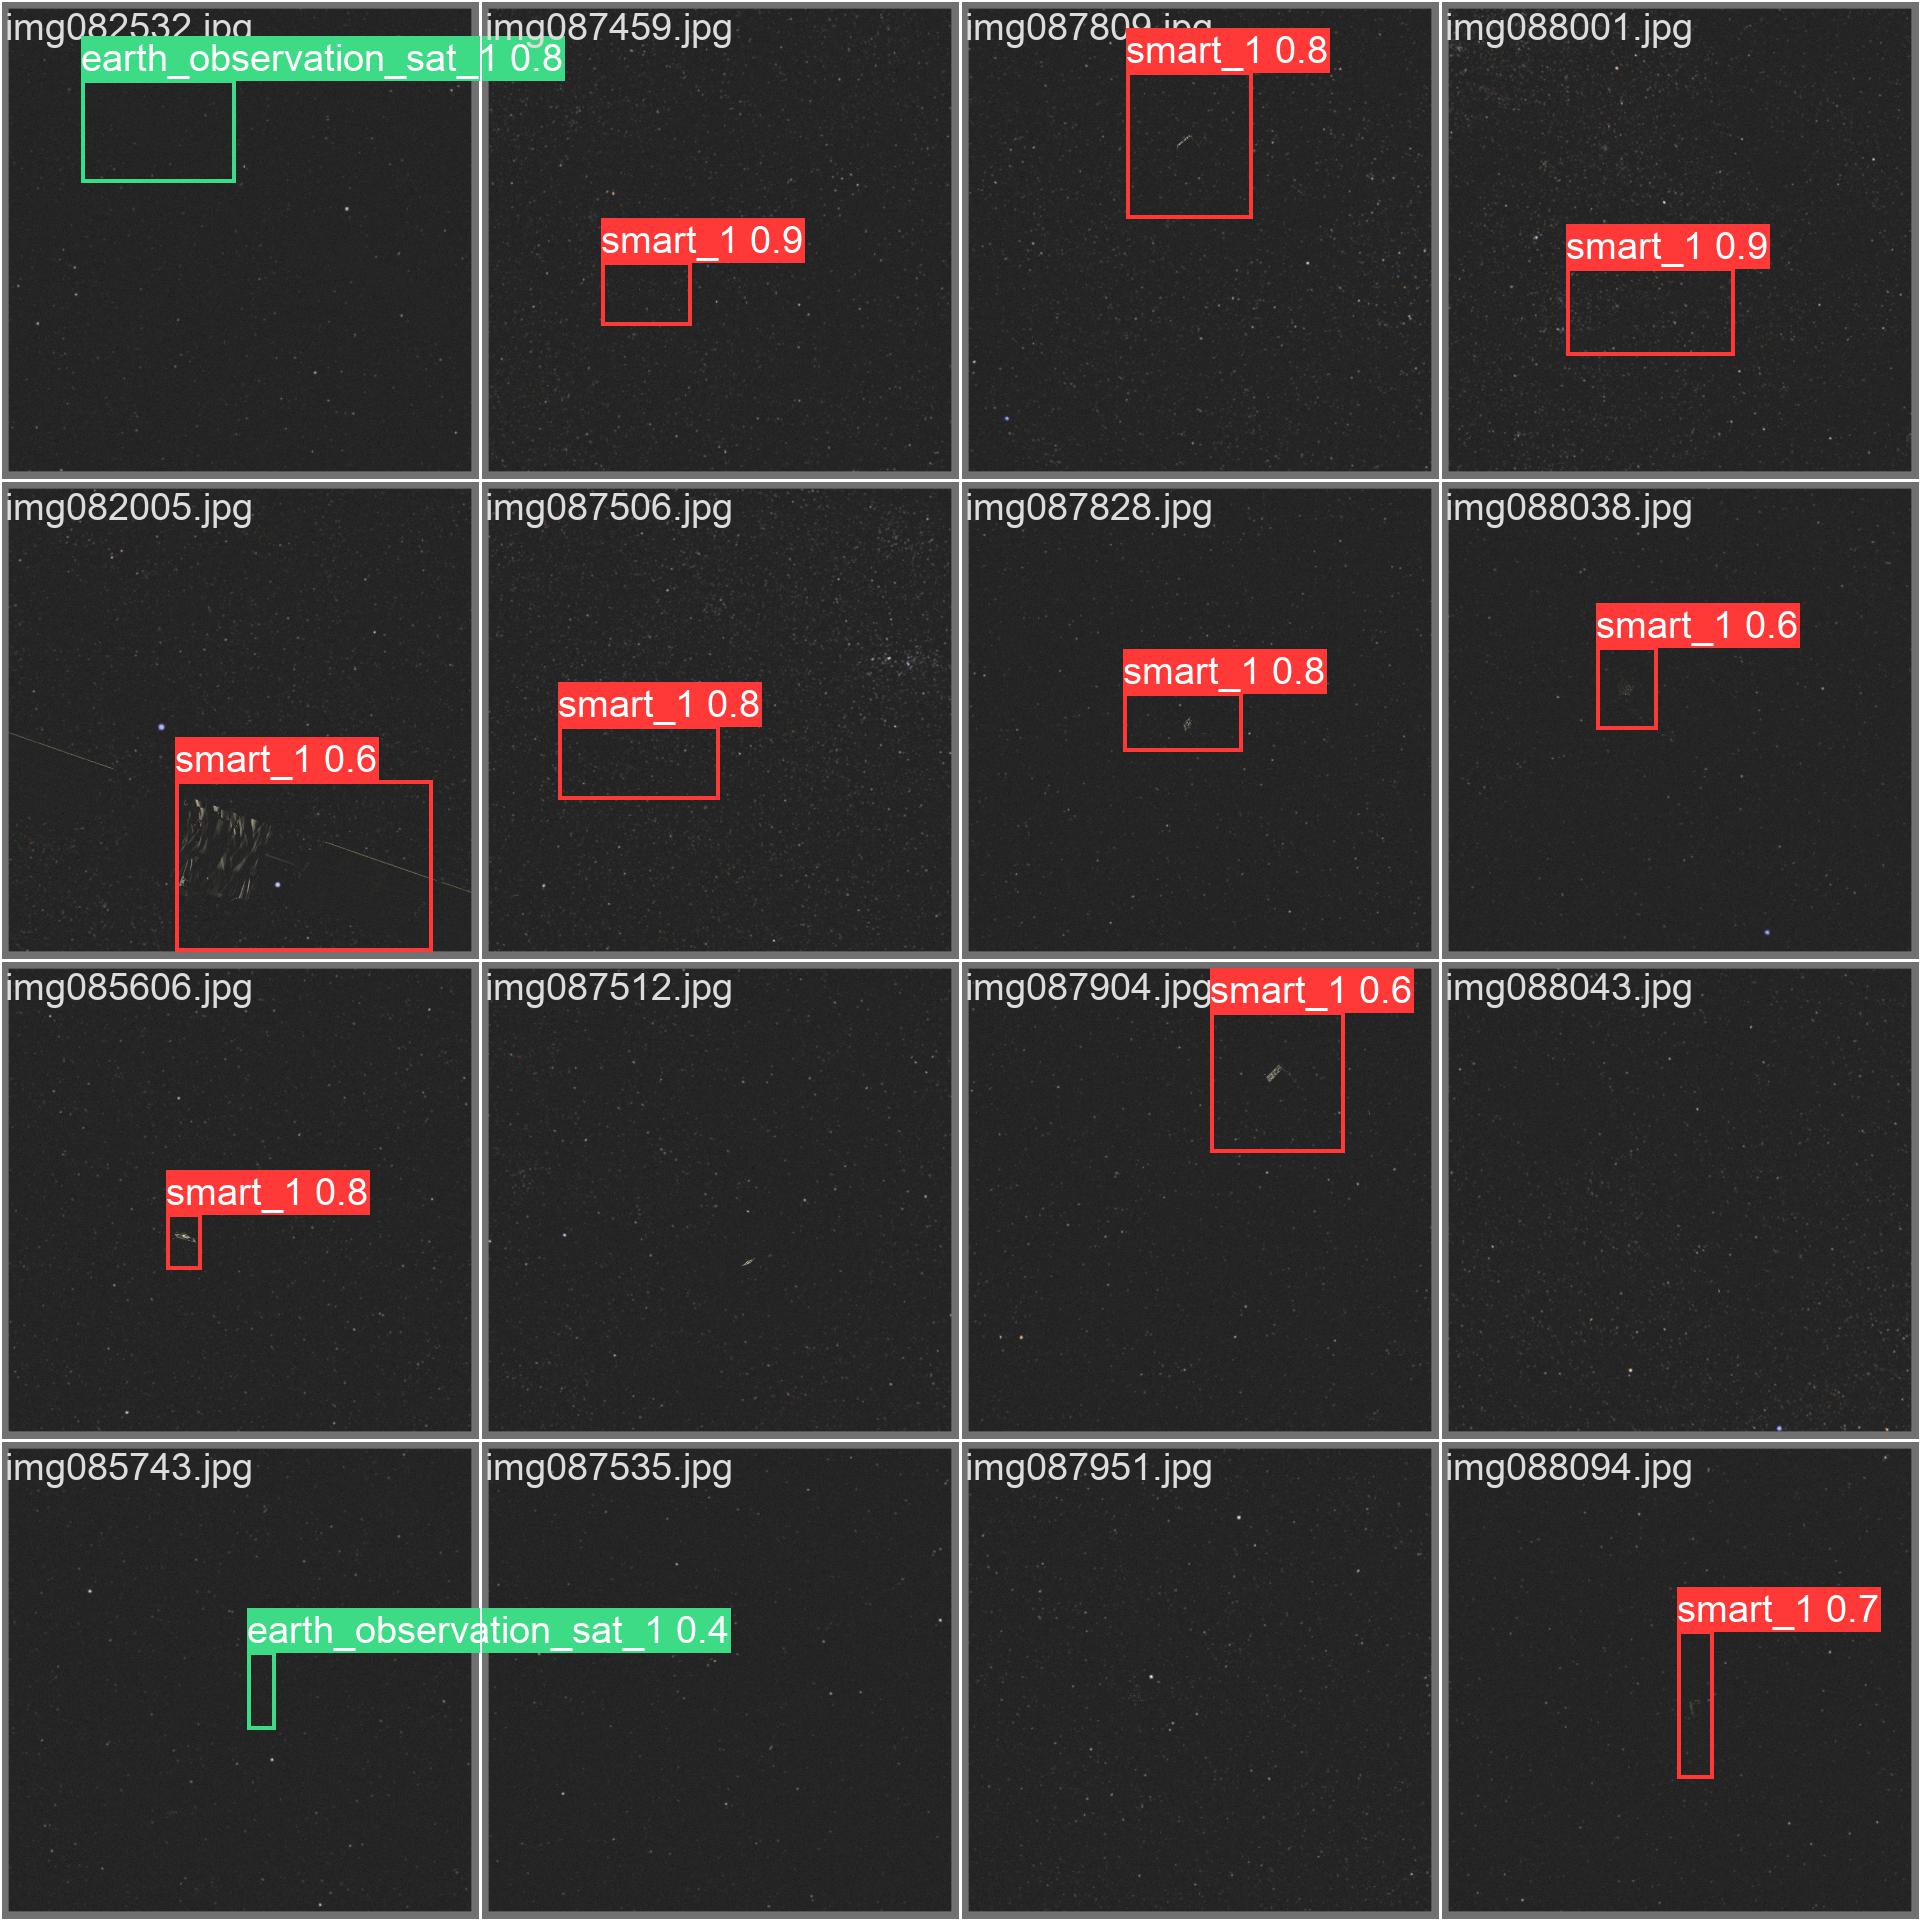 img082532.jpg
earth_observation_sat_1 0.8
img087459.jpg
smart_1 0.9
img087809.jpg
smart_1 0.8
img088001.jpg
smart_1 0.9
img082005.jpg
smart_1 0.6
img087506.jpg
smart_1 0.8
img087828.jpg
smart_1 0.8
img088038.jpg
smart_1 0.6
img085606.jpg
smart_1 0.8
img087512.jpg
img087904.jpg
smart_1 0.6
img088043.jpg
img085743.jpg
earth_observation_sat_1 0.4
img087535.jpg
img087951.jpg
img088094.jpg
smart_1 0.7